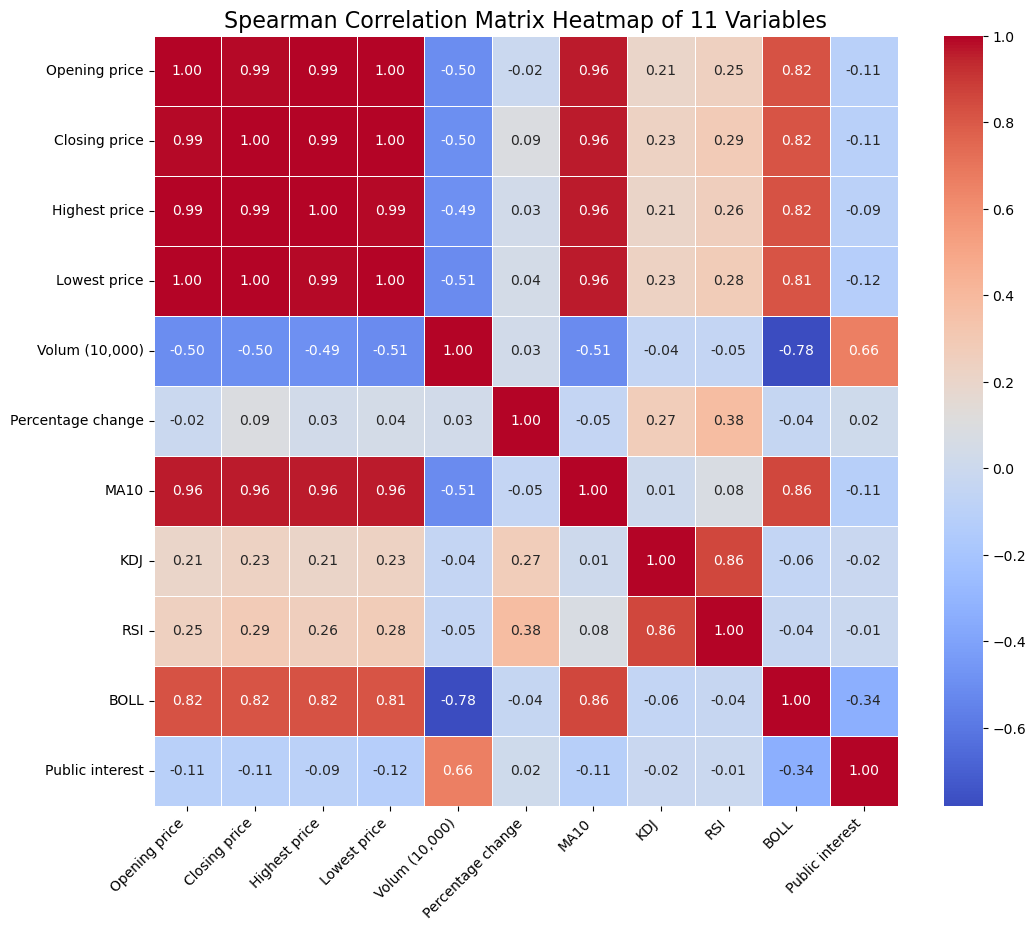 Spearman Correlation Matrix Heatmap of 11 Variables
Opening price 1.00 0.99 0.99 1.00 -0.50 -0.02 0.96 0.21 0.25 0.82 -0.11
Closing price 0.99 1.00 0.99 1.00 -0.50 0.09 0.96 0.23 0.29 0.82 -0.11
Highest price 0.99 0.99 1.00 0.99 -0.49 0.03 0.96 0.21 0.26 0.82 -0.09
Lowest price 1.00 1.00 0.99 1.00 -0.51 0.04 0.96 0.23 0.28 0.81 -0.12
Volum (10,000) -0.50 -0.50 -0.49 -0.51 1.00 0.03 -0.51 -0.04 -0.05 -0.78 0.66
Percentage change -0.02 0.09 0.03 0.04 0.03 1.00 -0.05 0.27 0.38 -0.04 0.02
MA10 0.96 0.96 0.96 0.96 -0.51 -0.05 1.00 0.01 0.08 0.86 -0.11
KDJ 0.21 0.23 0.21 0.23 -0.04 0.27 0.01 1.00 0.86 -0.06 -0.02
RSI 0.25 0.29 0.26 0.28 -0.05 0.38 0.08 0.86 1.00 -0.04 -0.01
BOLL 0.82 0.82 0.82 0.81 -0.78 -0.04 0.86 -0.06 -0.04 1.00 -0.34
Public interest -0.11 -0.11 -0.09 -0.12 0.66 0.02 -0.11 -0.02 -0.01 -0.34 1.00
Opening price
Closing price
Highest price
Lowest price
Volum (10,000)
Percentage change
MA10
KDJ
RSI
BOLL
Public interest
1.0
0.8
0.6
0.4
0.2
0.0
−0.2
−0.4
−0.6